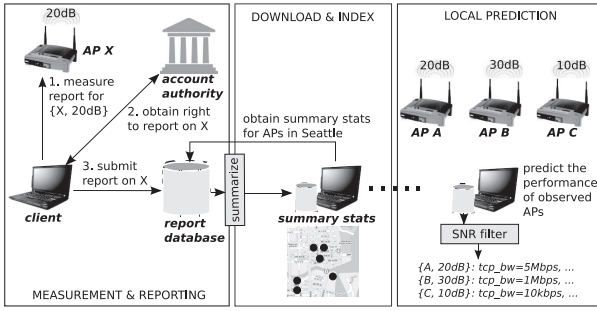 20dB
AP X
1. measure
report for
{X, 20dB}
account
authority
2. obtain right
to report on X
3. submit
report on X
client
report
database
MEASUREMENT & REPORTING
summarize
DOWNLOAD & INDEX
obtain summary stats
for APs in Seattle
summary stats
LOCAL PREDICTION
20dB
30dB
10dB
AP A
AP B
AP C
predict the
performance
of observed
APs
SNR filter
{A, 20dB}: tcp_bw=5Mbps, ...
{B, 30dB}: tcp_bw=1Mbps, ...
{C, 10dB}: tcp_bw=10kbps, ...